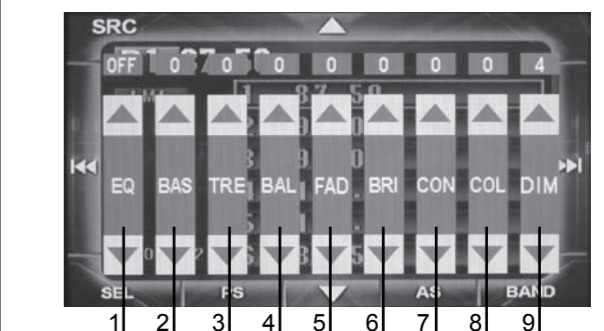 SRC
OFF 0 0 0 0 0 0 0 4
EQ BAS TRE BAL FAD BRI CON COL DIM
SEL PS AS BAND
1 2 3 4 5 6 7 8 9